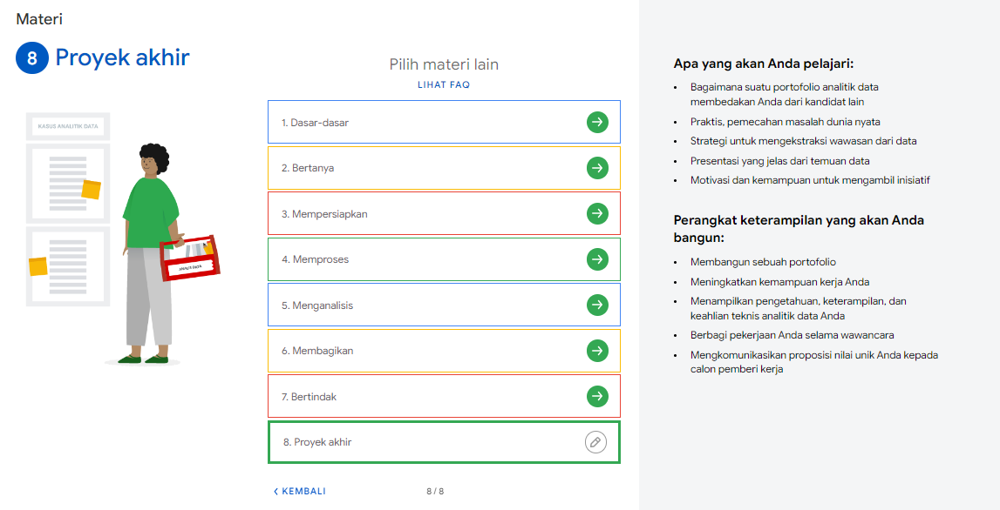 Materi
8 Proyek akhir
KASUS ANALITIK DATA
ANALIS DATA
Pilih materi lain
LIHAT FAQ
1. Dasar-dasar
2. Bertanya
3. Mempersiapkan
4. Memproses
5. Menganalisis
6. Membagikan
7. Bertindak
8. Proyek akhir
KEMBALI
8 / 8
Apa yang akan Anda pelajari:
• Bagaimana suatu portofolio analitik data
membedakan Anda dari kandidat lain
• Praktis, pemecahan masalah dunia nyata
• Strategi untuk mengekstraksi wawasan dari data
• Presentasi yang jelas dari temuan data
• Motivasi dan kemampuan untuk mengambil inisiatif
Perangkat keterampilan yang akan Anda
bangun:
• Membangun sebuah portofolio
• Meningkatkan kemampuan kerja Anda
• Menampilkan pengetahuan, keterampilan, dan
keahlian teknis analitik data Anda
• Berbagi pekerjaan Anda selama wawancara
• Mengkomunikasikan proposisi nilai unik Anda kepada
calon pemberi kerja